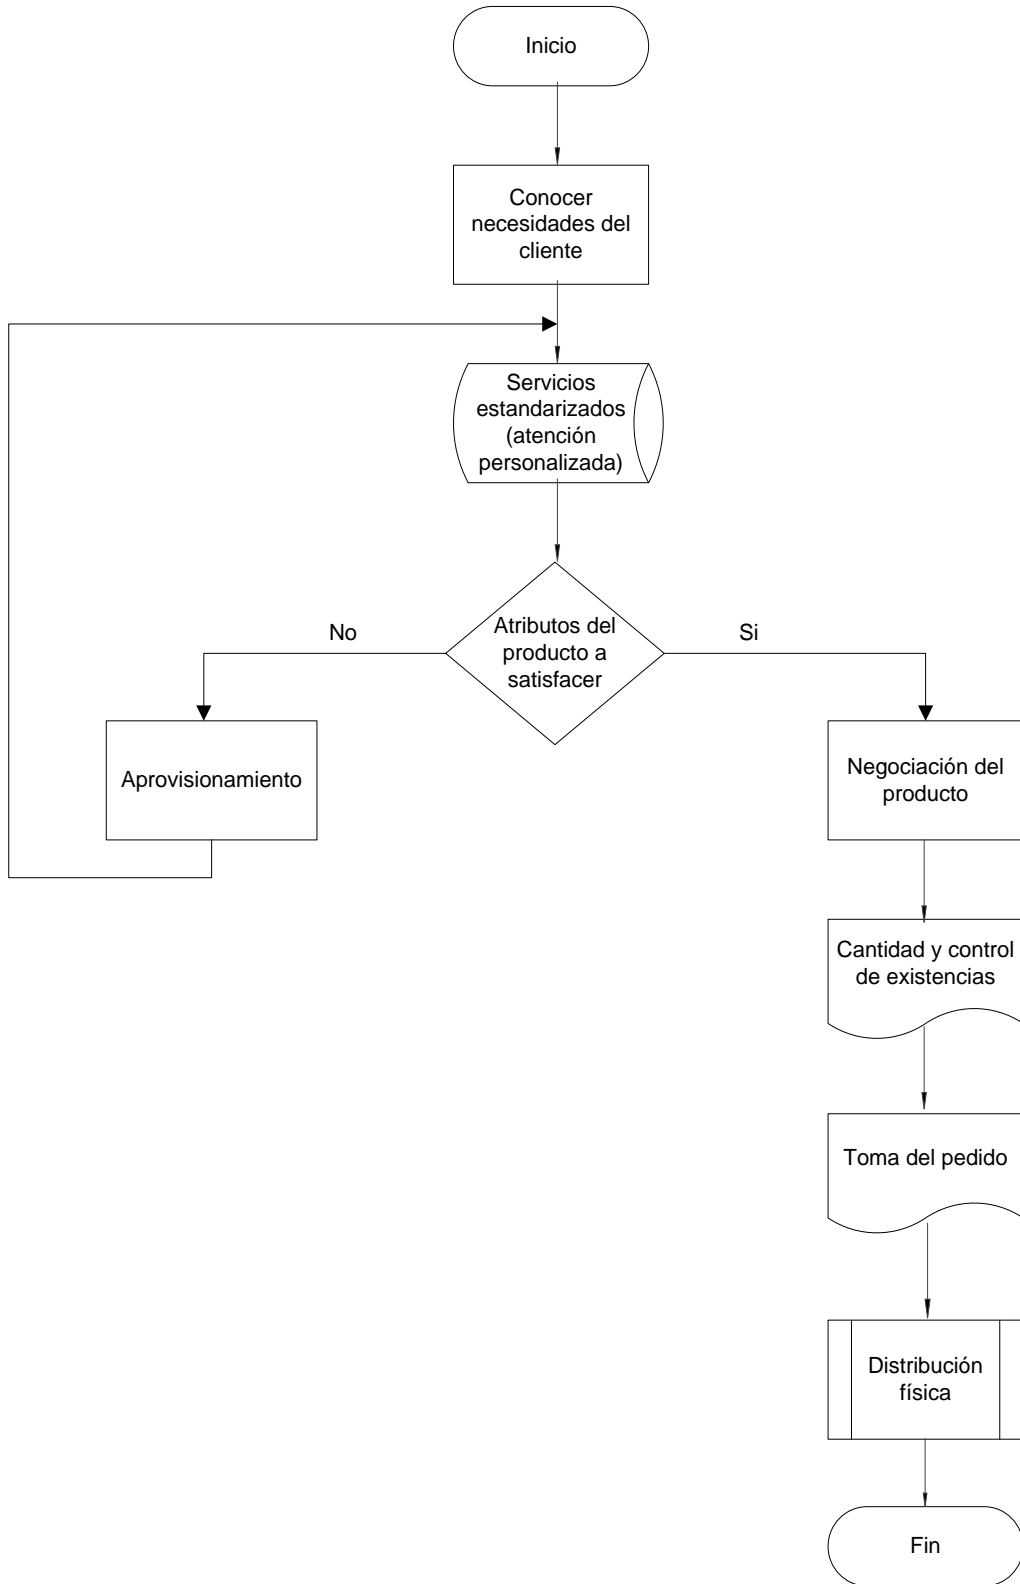 Inicio
Conocer
necesidades del
cliente
Servicios
estandarizados
(atención
personalizada)
Atributos del
producto a
satisfacer
No
Si
Aprovisionamiento
Negociación del
producto
Cantidad y control
de existencias
Toma del pedido
Distribución
física
Fin